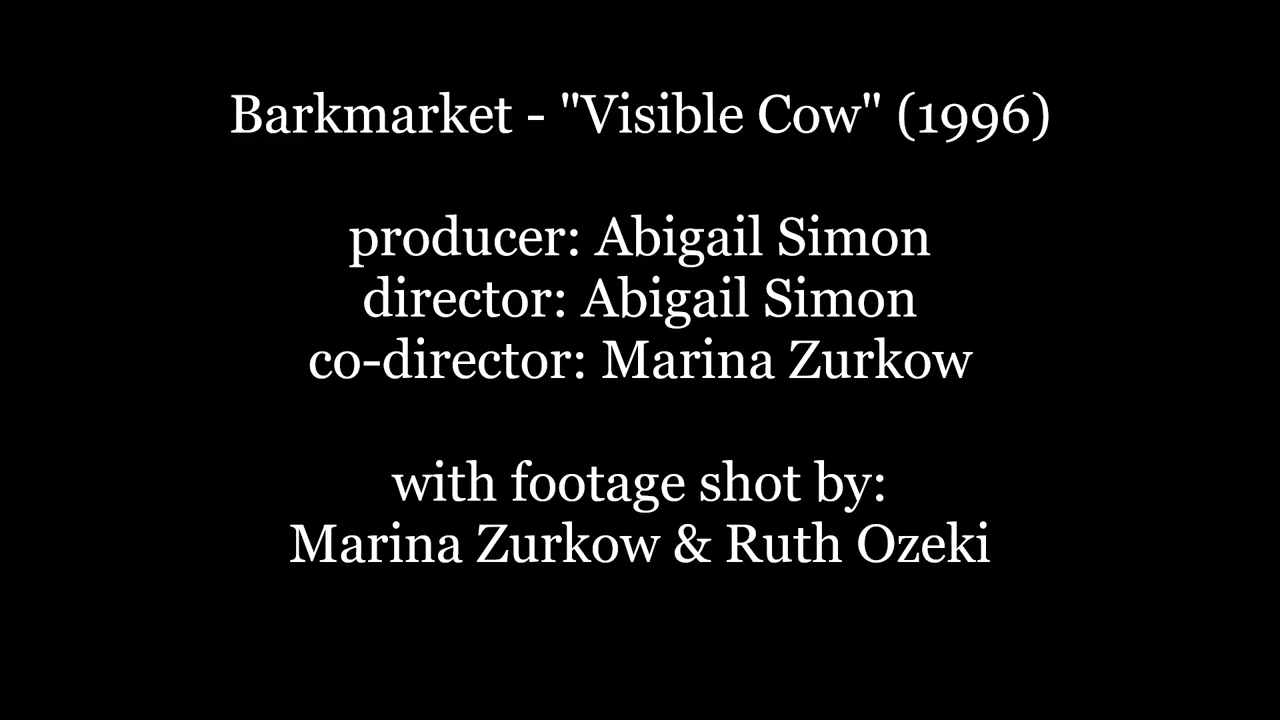 Barkmarket - "Visible Cow" (1996)
producer: Abigail Simon
director: Abigail Simon
co-director: Marina Zurkow
with footage shot by:
Marina Zurkow & Ruth Ozeki